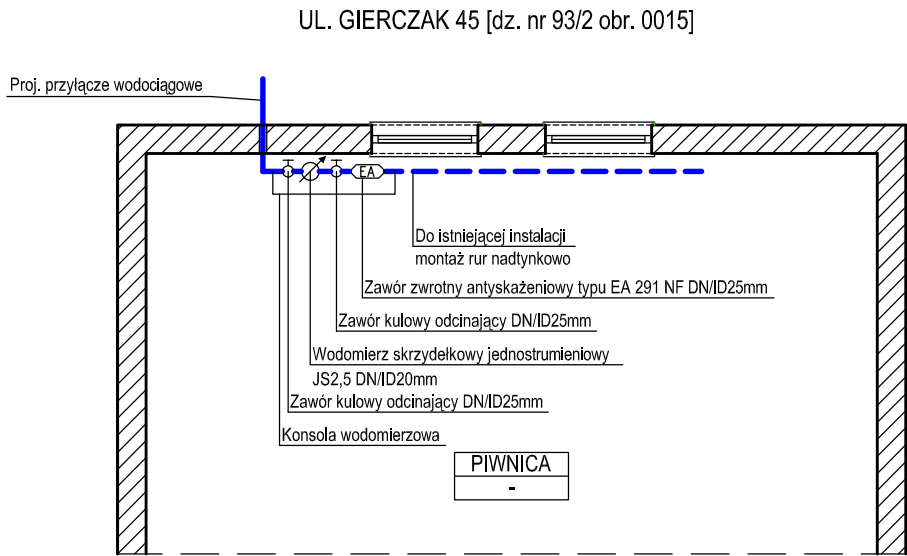 UL. GIERCZAK 45 [dz. nr 93/2 obr. 0015]
Proj. przyłącze wodociągowe
EA
Do istniejącej instalacji
montaż rur nadtynkowo
Zawór zwrotny antyskażeniowy typu EA 291 NF DN/ID25mm
Zawór kulowy odcinający DN/ID25mm
Wodomierz skrzydełkowy jednostrumieniowy
JS2,5 DN/ID20mm
Zawór kulowy odcinający DN/ID25mm
Konsola wodomierzowa
PIWNICA
-